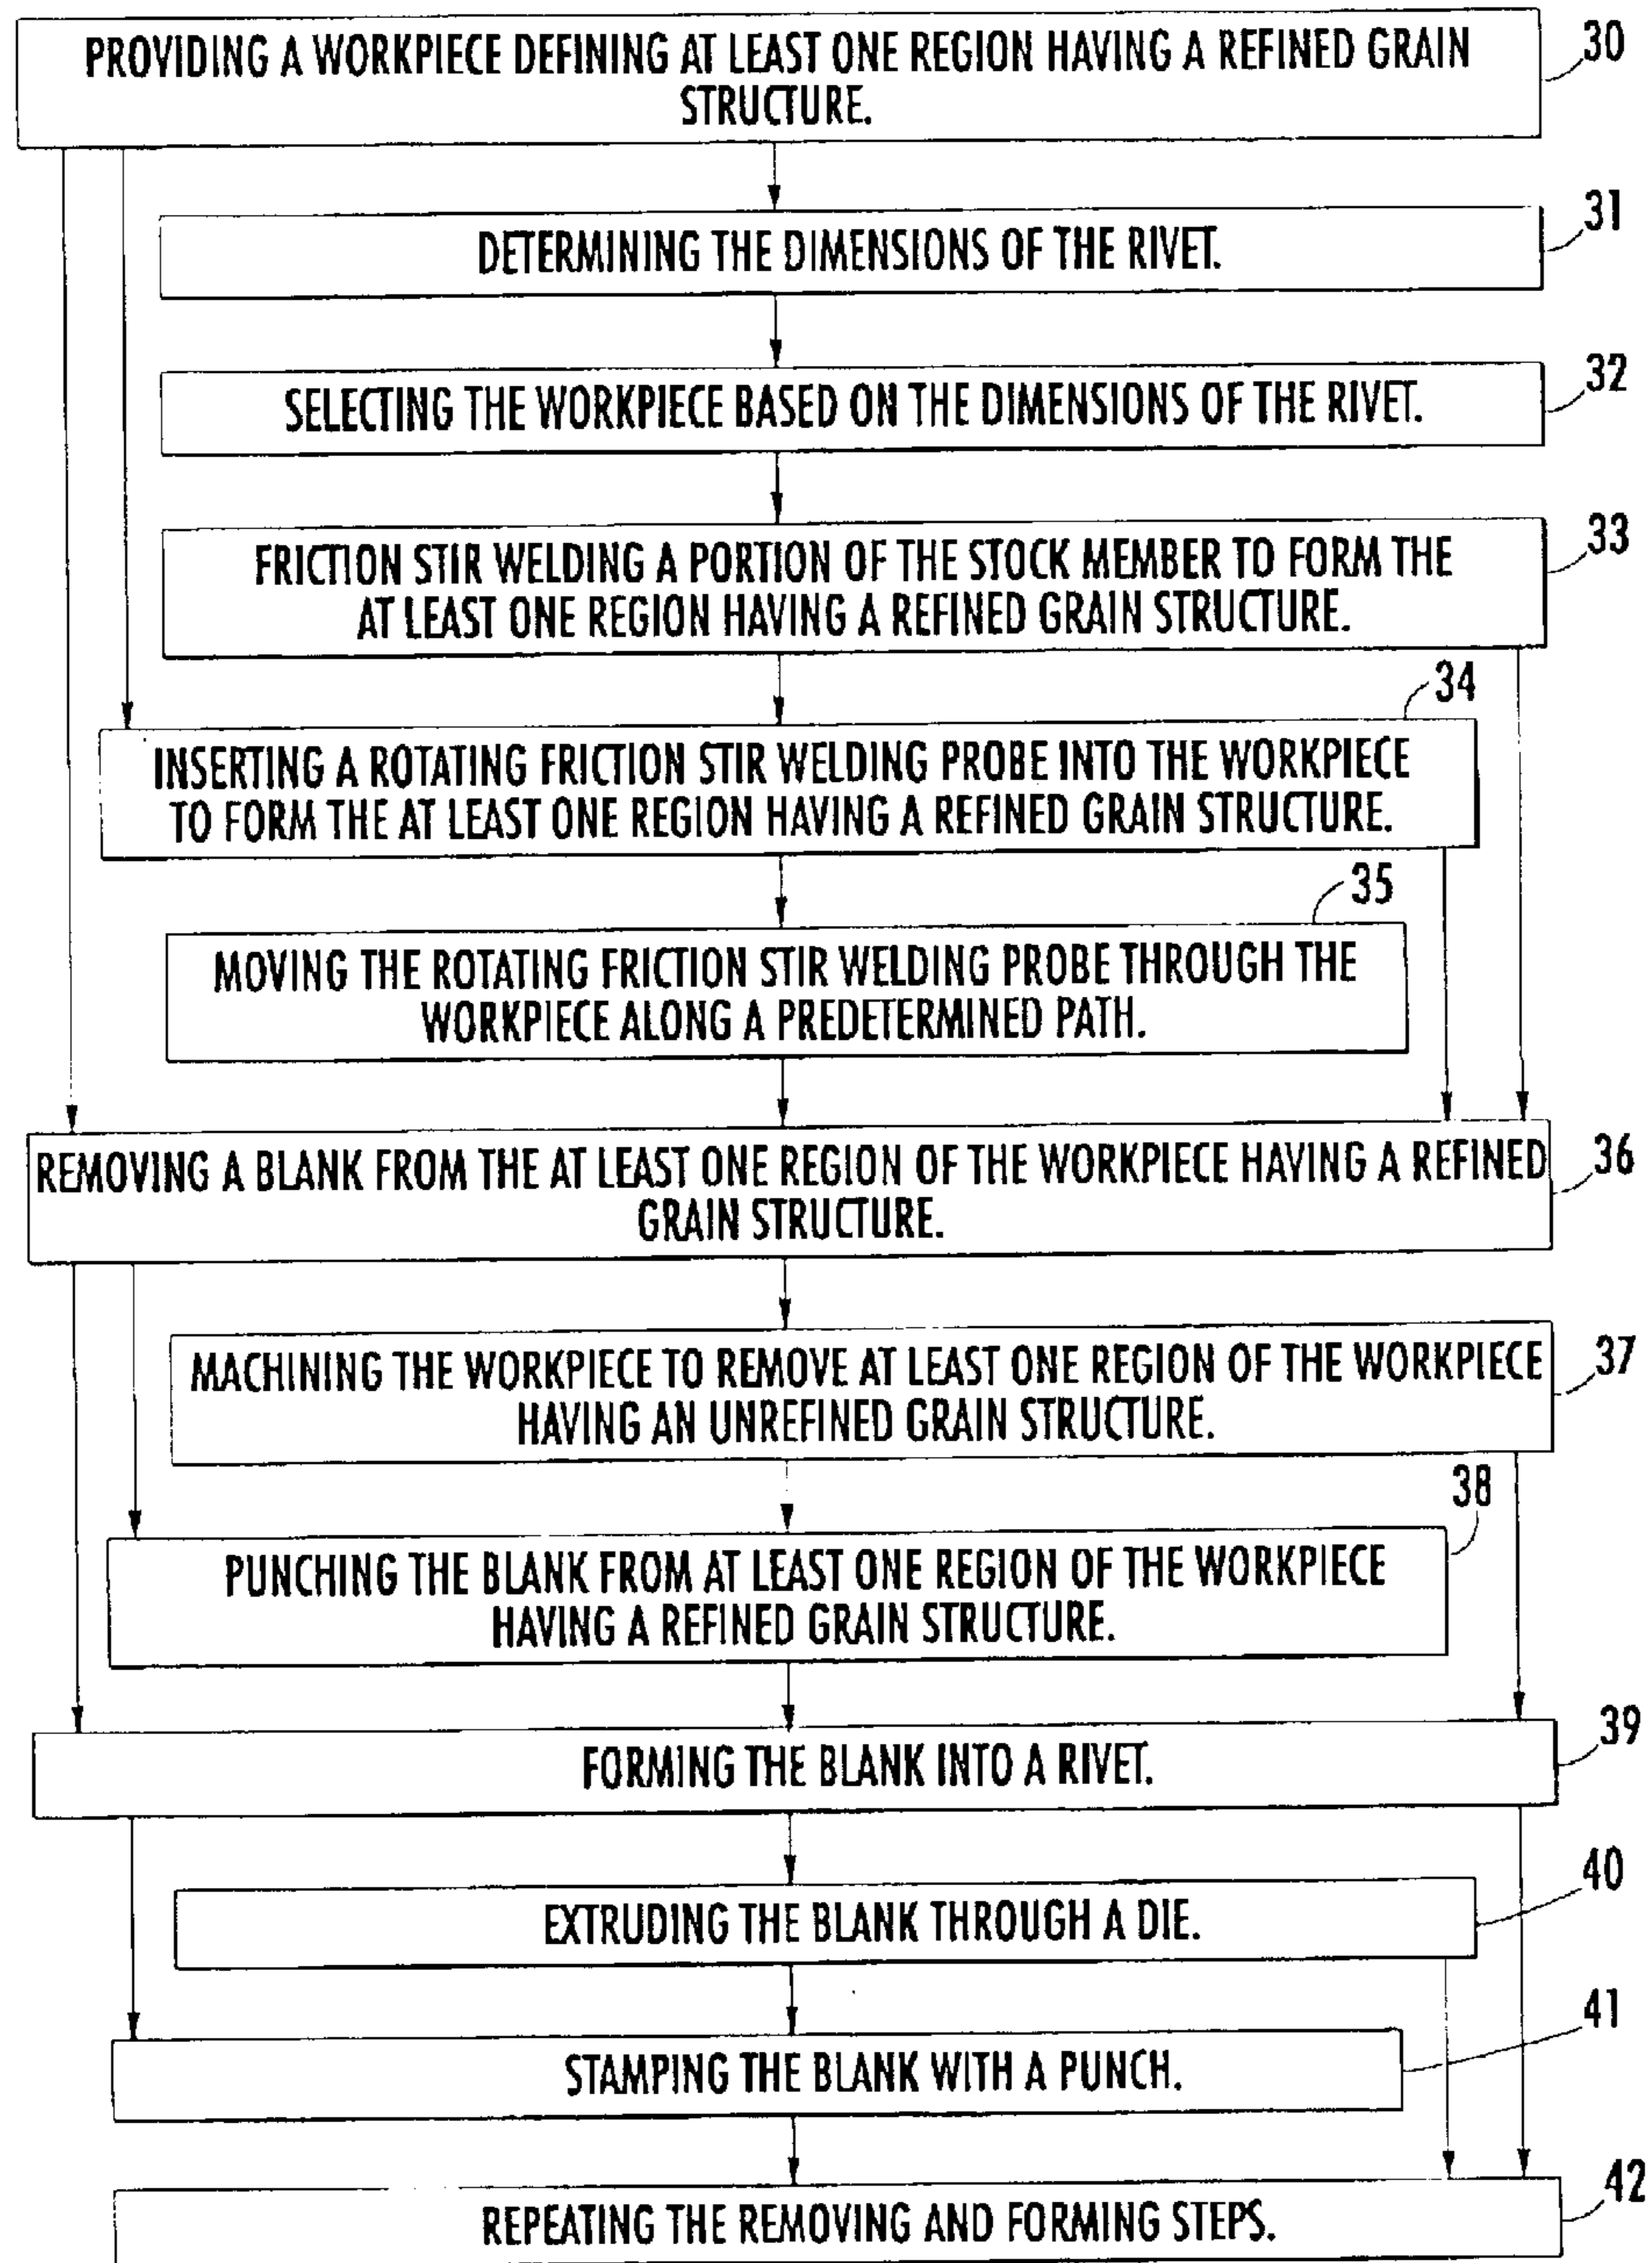 PROVIDING A WORKPIECE DEFINING AT LEAST ONE REGION HAVING A REFINED GRAIN
STRUCTURE.
30
DETERMINING THE DIMENSIONS OF THE RIVET.
31
SELECTING THE WORKPIECE BASED ON THE DIMENSIONS OF THE RIVET.
32
FRICTION STIR WELDING A PORTION OF THE STOCK MEMBER TO FORM THE
AT LEAST ONE REGION HAVING A REFINED GRAIN STRUCTURE.
33
34
INSERTING A ROTATING FRICTION STIR WELDING PROBE INTO THE WORKPIECE
TO FORM THE AT LEAST ONE REGION HAVING A REFINED GRAIN STRUCTURE.
35
MOVING THE ROTATING FRICTION STIR WELDING PROBE THROUGH THE
WORKPIECE ALONG A PREDETERMINED PATH.
REMOVING A BLANK FROM THE AT LEAST ONE REGION OF THE WORKPIECE HAVING A REFINED
GRAIN STRUCTURE.
36
MACHINING THE WORKPIECE TO REMOVE AT LEAST ONE REGION OF THE WORKPIECE
HAVING AN UNREFINED GRAIN STRUCTURE.
37
38
PUNCHING THE BLANK FROM AT LEAST ONE REGION OF THE WORKPIECE
HAVING A REFINED GRAIN STRUCTURE.
FORMING THE BLANK INTO A RIVET.
39
EXTRUDING THE BLANK THROUGH A DIE.
40
STAMPING THE BLANK WITH A PUNCH.
41
REPEATING THE REMOVING AND FORMING STEPS.
42